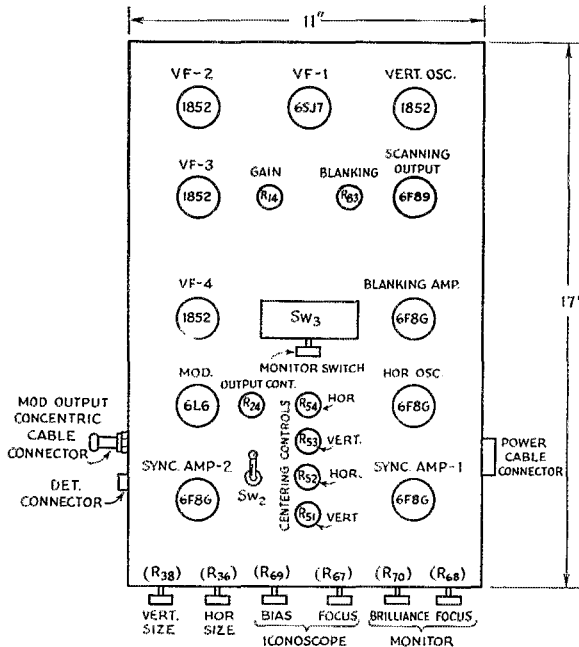 11"
VF-2 VF-1 VERT. OSC.
1852 6SJ7 1852
VF-3 GAIN BLANKING SCANNING OUTPUT
1852 R14 R63 6F89
VF-4 BLANKING AMP.
1852 SW3 6F8G
17"
MONITOR SWITCH
MOD. OUTPUT CONT. HOR OSC.
6L6 R24 R54 HOR 6F8G
CENTERING CONTROLS
MOD OUTPUT CONCENTRIC CABLE CONNECTOR
R53 VERT.
POWER CABLE CONNECTOR
SYNC. AMP-2 R52 HOR. SYNC. AMP-1
DET. CONNECTOR
6F8G SW2 R51 VERT 6F8G
(R38) (R36) (R69) (R67) (R70) (R68)
VERT. SIZE HOR SIZE BIAS FOCUS BRILLIANCE FOCUS
ICONOSCOPE MONITOR